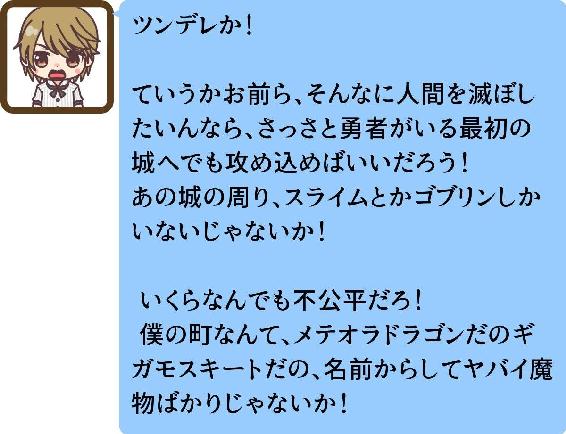 ツンデレか！
ていうかお前ら、そんなに人間を滅ぼし
たいんなら、さっさと勇者がいる最初の
城へでも攻め込めばいいだろう！
あの城の周り、スライムとかゴブリンしか
いないじゃないか！
いくらなんでも不公平だろ！
僕の町なんて、メテオラドラゴンだのギ
ガモスキートだの、名前からしてヤバイ魔
物ばかりじゃないか！